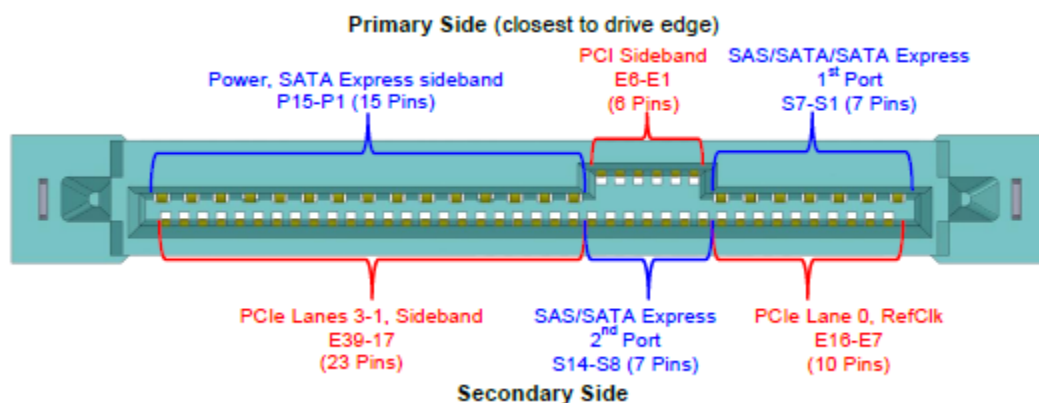 Primary Side (closest to drive edge)
Power, SATA Express sideband
P15-P1 (15 Pins)
PCI Sideband
E6-E1
(6 Pins)
SAS/SATA/SATA Express
1st Port
S7-S1 (7 Pins)
PCIe Lanes 3-1, Sideband
E39-17
(23 Pins)
SAS/SATA Express
2nd Port
S14-S8 (7 Pins)
PCIe Lane 0, RefClk
E16-E7
(10 Pins)
Secondary Side